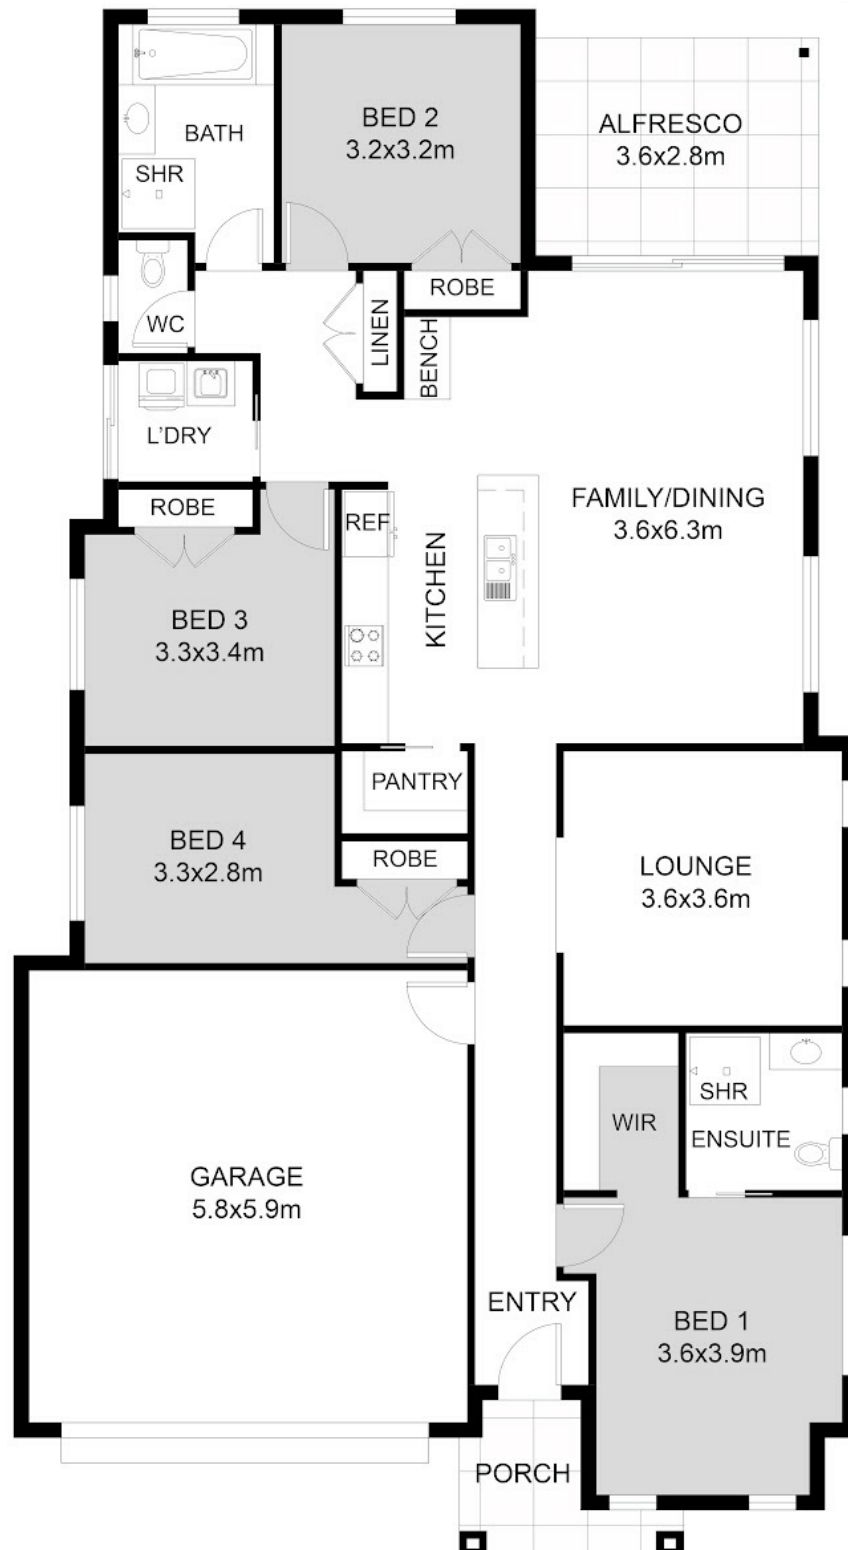 BATH
SHR
BED 2
3.2x3.2m
ALFRESCO
3.6x2.8m
ROBE
WC
LINEN
BENCH
L'DRY
ROBE
REF
KITCHEN
FAMILY/DINING
3.6x6.3m
BED 3
3.3x3.4m
PANTRY
BED 4
3.3x2.8m
ROBE
LOUNGE
3.6x3.6m
SHR
WIR
ENSUITE
GARAGE
5.8x5.9m
ENTRY
BED 1
3.6x3.9m
PORCH